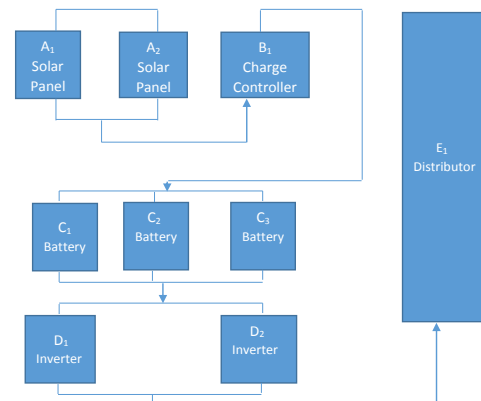 A₁
Solar
Panel
A₂
Solar
Panel
B₁
Charge
Controller
E₁
Distributor
C₁
Battery
C₂
Battery
C₃
Battery
D₁
Inverter
D₂
Inverter